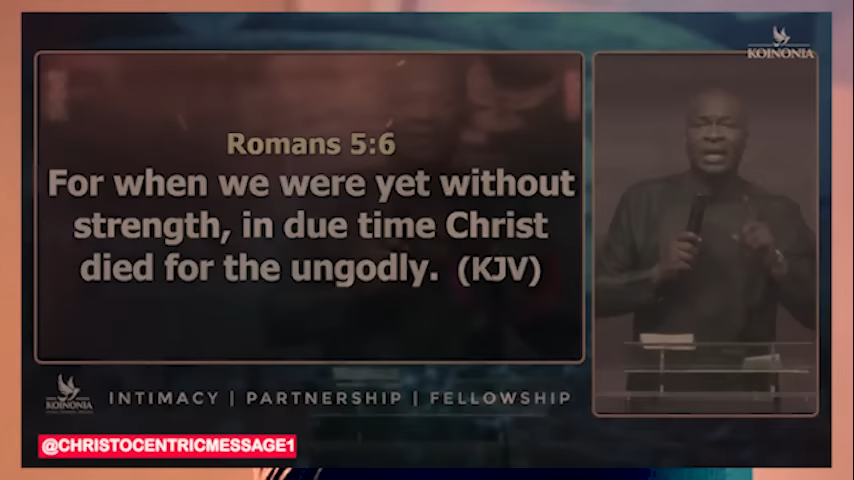 KOINONIA
Romans 5:6
For when we were yet without
strength, in due time Christ
died for the ungodly. (KJV)
KOINONIA
INTIMACY | PARTNERSHIP | FELLOWSHIP
@CHRISTOCENTRICMESSAGE1